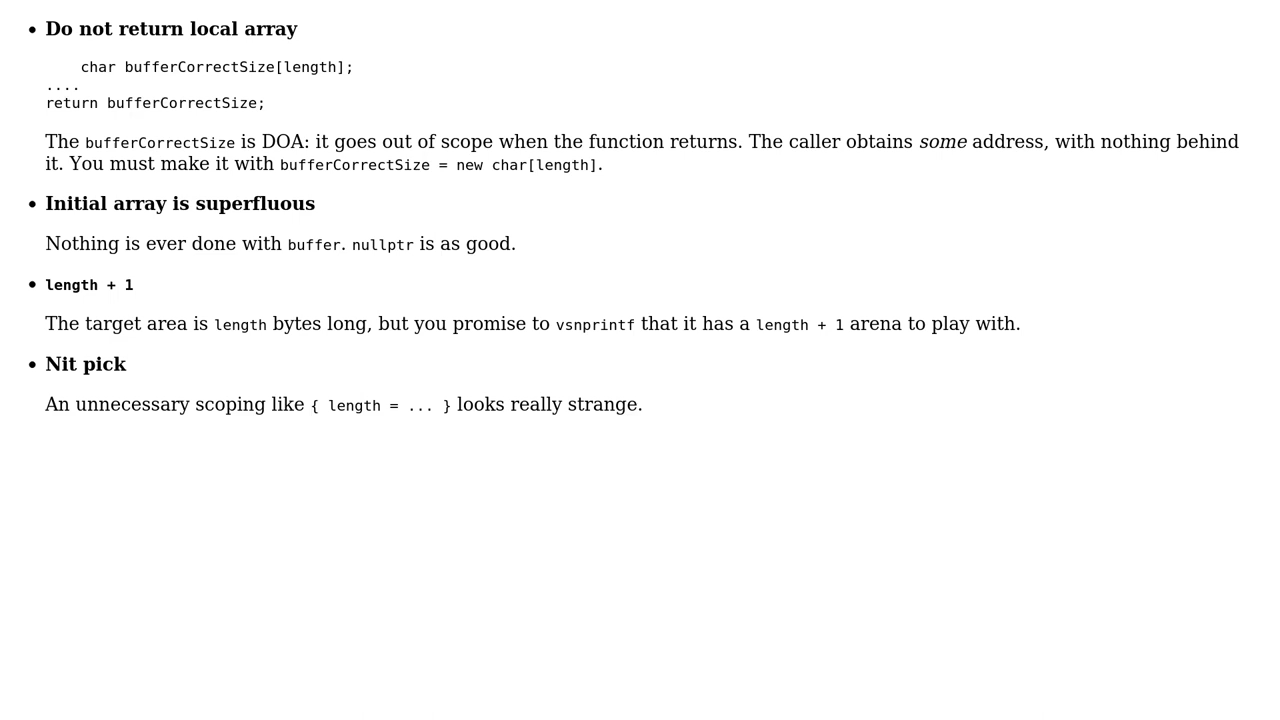 • Do not return local array
    char bufferCorrectSize[length];
....
return bufferCorrectSize;
The bufferCorrectSize is DOA: it goes out of scope when the function returns. The caller obtains some address, with nothing behind
it. You must make it with bufferCorrectSize = new char[length].
• Initial array is superfluous
Nothing is ever done with buffer. nullptr is as good.
• length + 1
The target area is length bytes long, but you promise to vsnprintf that it has a length + 1 arena to play with.
• Nit pick
An unnecessary scoping like { length = ... } looks really strange.